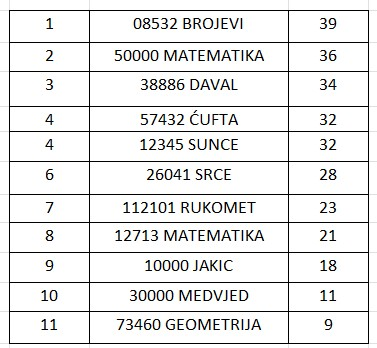 1 08532 BROJEVI 39
2 50000 MATEMATIKA 36
3 38886 DAVAL 34
4 57432 ĆUFTA 32
4 12345 SUNCE 32
6 26041 SRCE 28
7 112101 RUKOMET 23
8 12713 MATEMATIKA 21
9 10000 JAKIC 18
10 30000 MEDVJED 11
11 73460 GEOMETRIJA 9